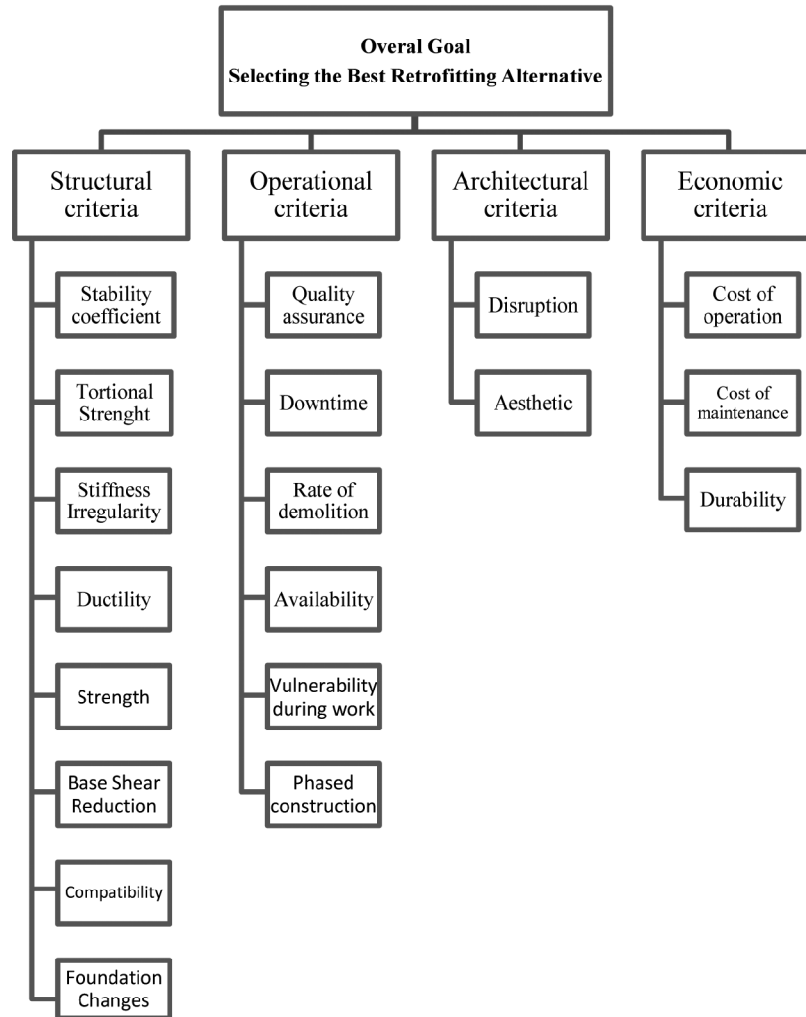 Overal Goal
Selecting the Best Retrofitting Alternative
Structural
criteria
Operational
criteria
Architectural
criteria
Economic
criteria
Stability
coefficient
Tortional
Strenght
Stiffness
Irregularity
Ductility
Strength
Base Shear
Reduction
Compatibility
Foundation
Changes
Quality
assurance
Downtime
Rate of
demolition
Availability
Vulnerability
during work
Phased
construction
Disruption
Aesthetic
Cost of
operation
Cost of
maintenance
Durability